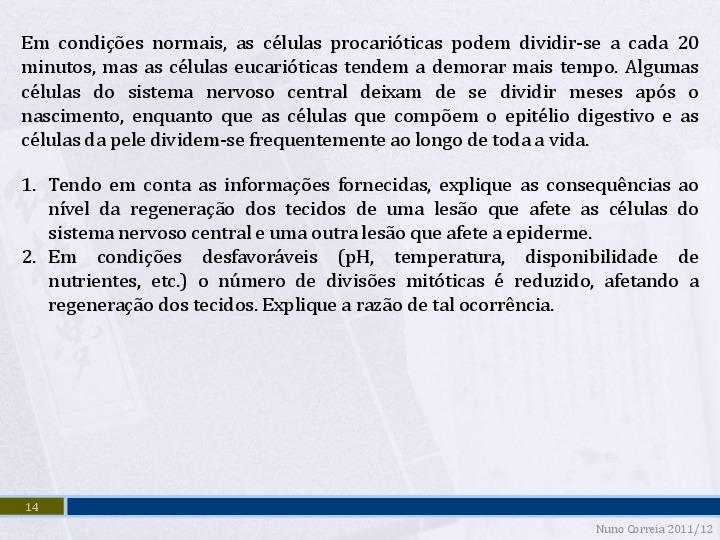 Em condições normais, as células procarióticas podem dividir-se a cada 20
minutos, mas as células eucarióticas tendem a demorar mais tempo. Algumas
células do sistema nervoso central deixam de se dividir meses após o
nascimento, enquanto que as células que compõem o epitélio digestivo e as
células da pele dividem-se frequentemente ao longo de toda a vida.
1. Tendo em conta as informações fornecidas, explique as consequências ao
nível da regeneração dos tecidos de uma lesão que afete as células do
sistema nervoso central e uma outra lesão que afete a epiderme.
2. Em condições desfavoráveis (pH, temperatura, disponibilidade de
nutrientes, etc.) o número de divisões mitóticas é reduzido, afetando a
regeneração dos tecidos. Explique a razão de tal ocorrência.
14
Nuno Correia 2011/12